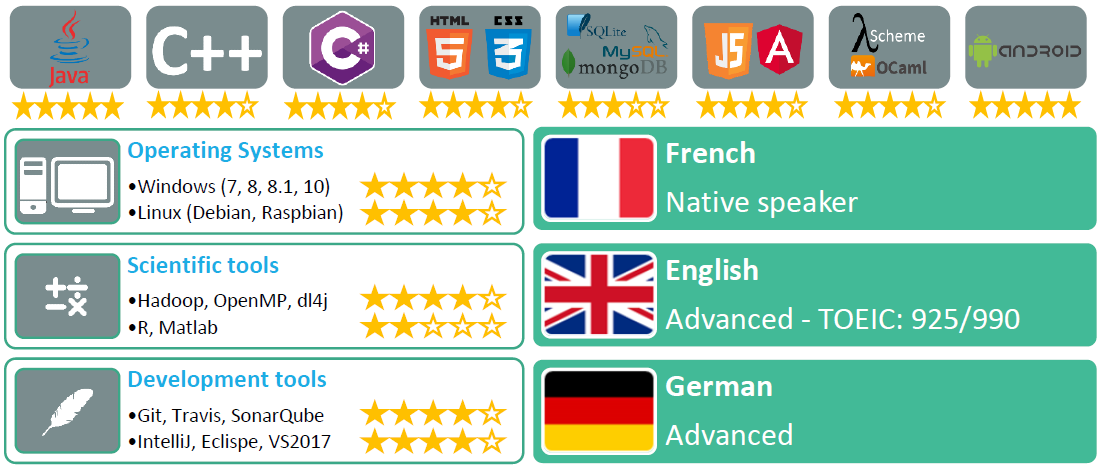 Java
C++
C#
HTML
5
CSS
3
SQLite
MySQL
mongoDB
JS
A
λ Scheme
OCaml
ANDROID
Operating Systems
•Windows (7, 8, 8.1, 10)
•Linux (Debian, Raspbian)
French
Native speaker
Scientific tools
•Hadoop, OpenMP, dl4j
•R, Matlab
English
Advanced - TOEIC: 925/990
Development tools
•Git, Travis, SonarQube
•IntelliJ, Eclispe, VS2017
German
Advanced